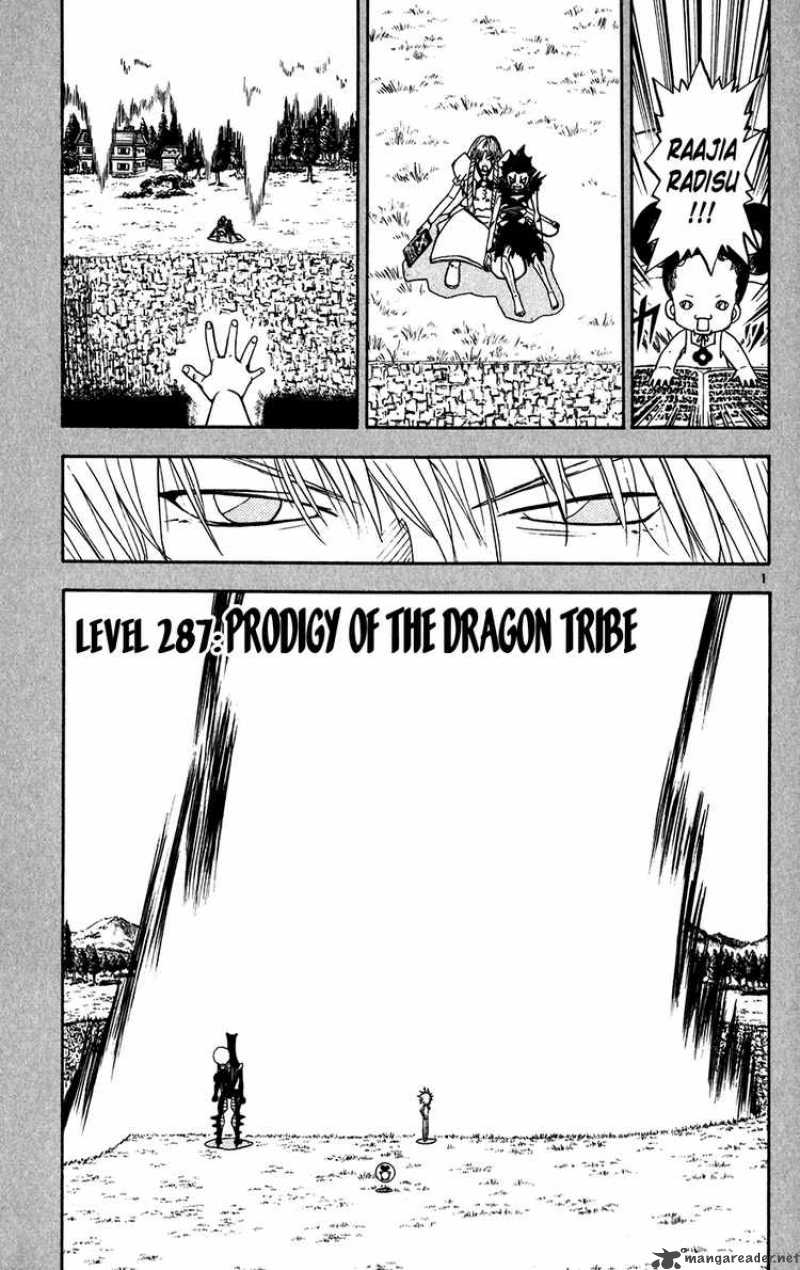 RAAJIA
RADISU
!!!
1
LEVEL 287: PRODIGY OF THE DRAGON TRIBE
mangareader.net